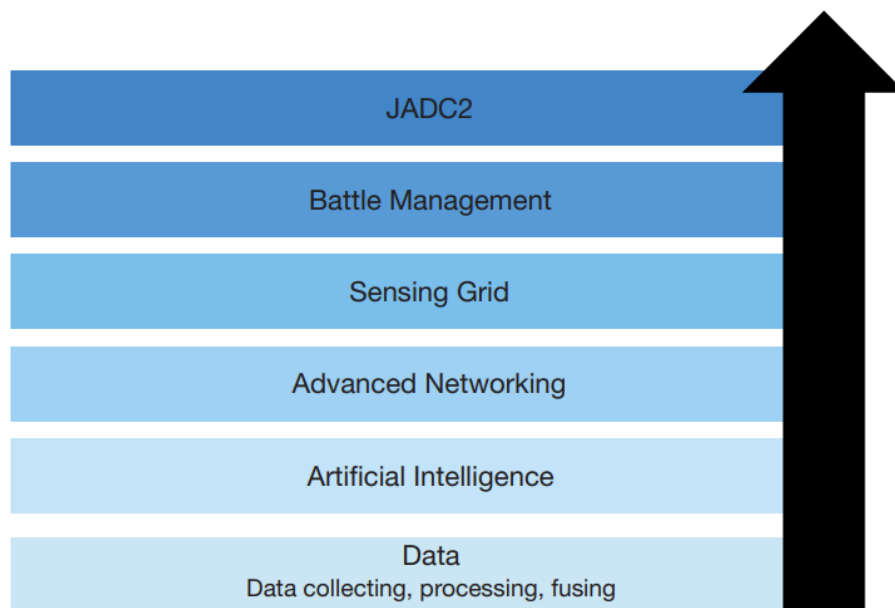 JADC2
Battle Management
Sensing Grid
Advanced Networking
Artificial Intelligence
Data
Data collecting, processing, fusing